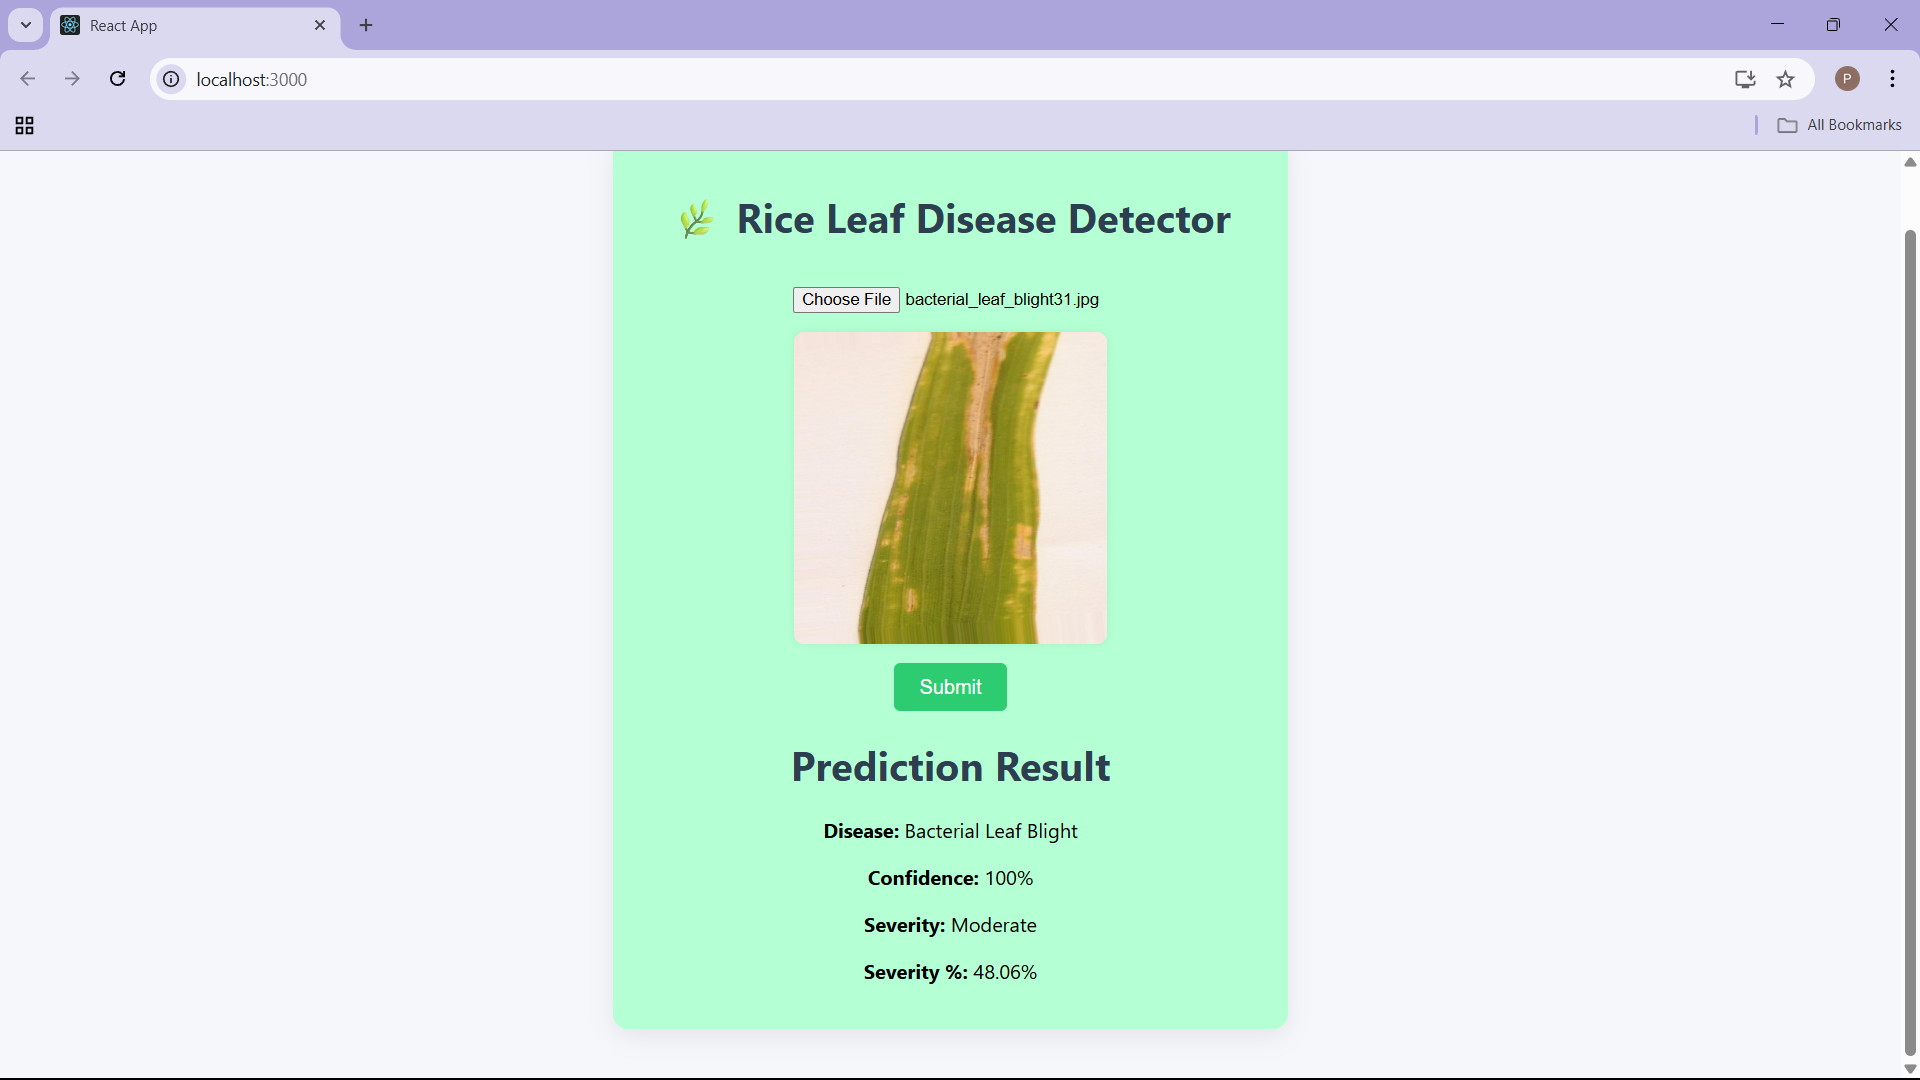 React App
localhost:3000
P
All Bookmarks
Rice Leaf Disease Detector
Choose File bacterial_leaf_blight31.jpg
Submit
Prediction Result
Disease: Bacterial Leaf Blight
Confidence: 100%
Severity: Moderate
Severity %: 48.06%